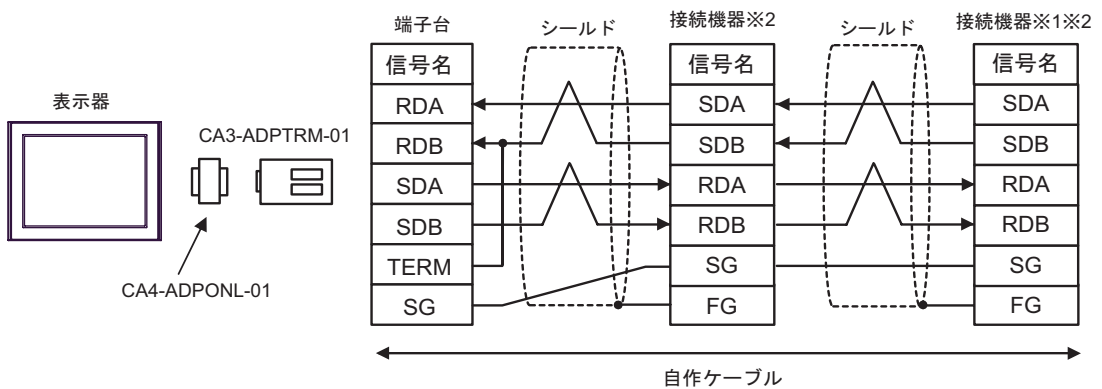 表示器
CA3-ADPTRM-01
CA4-ADPONL-01
端子台
信号名
RDA
RDB
SDA
SDB
TERM
SG
シールド
接続機器※2
信号名
SDA
SDB
RDA
RDB
SG
FG
シールド
接続機器※1※2
信号名
SDA
SDB
RDA
RDB
SG
FG
自作ケーブル